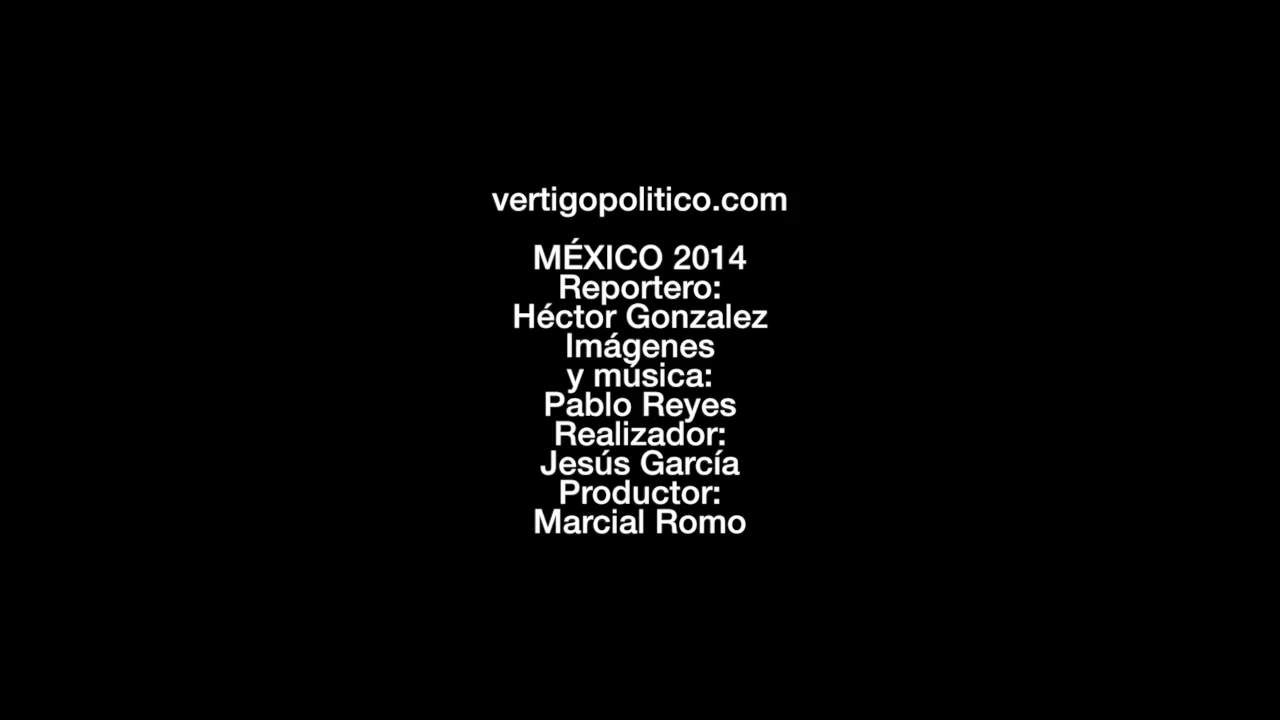 vertigopolitico.com
MÉXICO 2014
Reportero:
Héctor Gonzalez
Imágenes
y música:
Pablo Reyes
Realizador:
Jesús García
Productor:
Marcial Romo